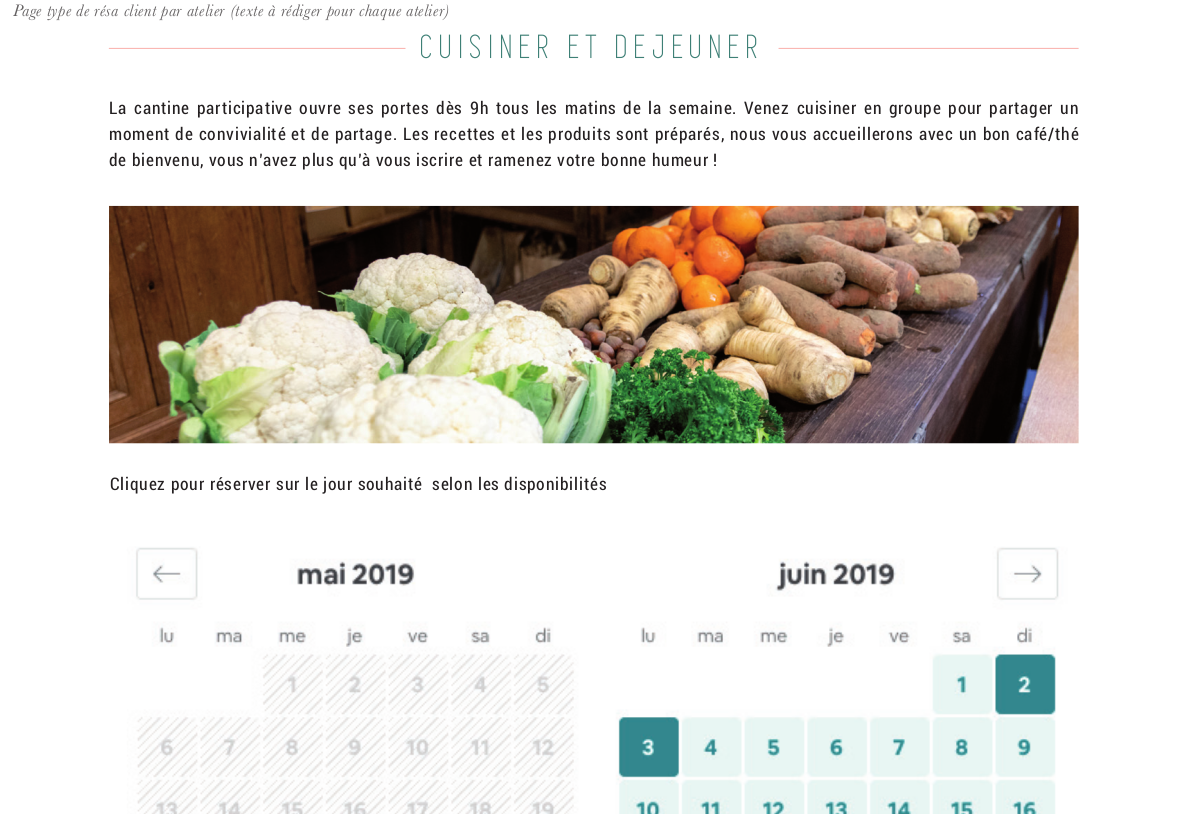 Page type de résa client par atelier (texte à rédiger pour chaque atelier)
CUISINER ET DEJEUNER
La cantine participative ouvre ses portes dès 9h tous les matins de la semaine. Venez cuisiner en groupe pour partager un
moment de convivialité et de partage. Les recettes et les produits sont préparés, nous vous accueillerons avec un bon café/thé
de bienvenu, vous n'avez plus qu'à vous iscrire et ramenez votre bonne humeur !
Cliquez pour réserver sur le jour souhaité selon les disponibilités
mai 2019
lu ma me je ve sa di
1 2 3 4 5
6 7 8 9 10 11 12
13 14 15 16 17 18 19
juin 2019
lu ma me je ve sa di
1 2
3 4 5 6 7 8 9
10 11 12 13 14 15 16